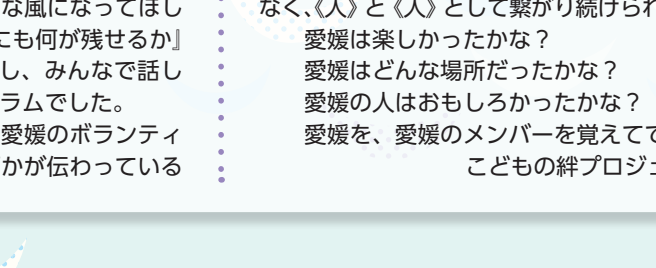 な風になってほし
にも何が残せるか』
し、みんなで話し
ラムでした。
愛媛のボランティ
かが伝わっている
なく、《人》と《人》として繋がり続けられ
愛媛は楽しかったかな？
愛媛はどんな場所だったかな？
愛媛の人はおもしろかったかな？
愛媛を、愛媛のメンバーを覚えてて
こどもの絆プロジェ